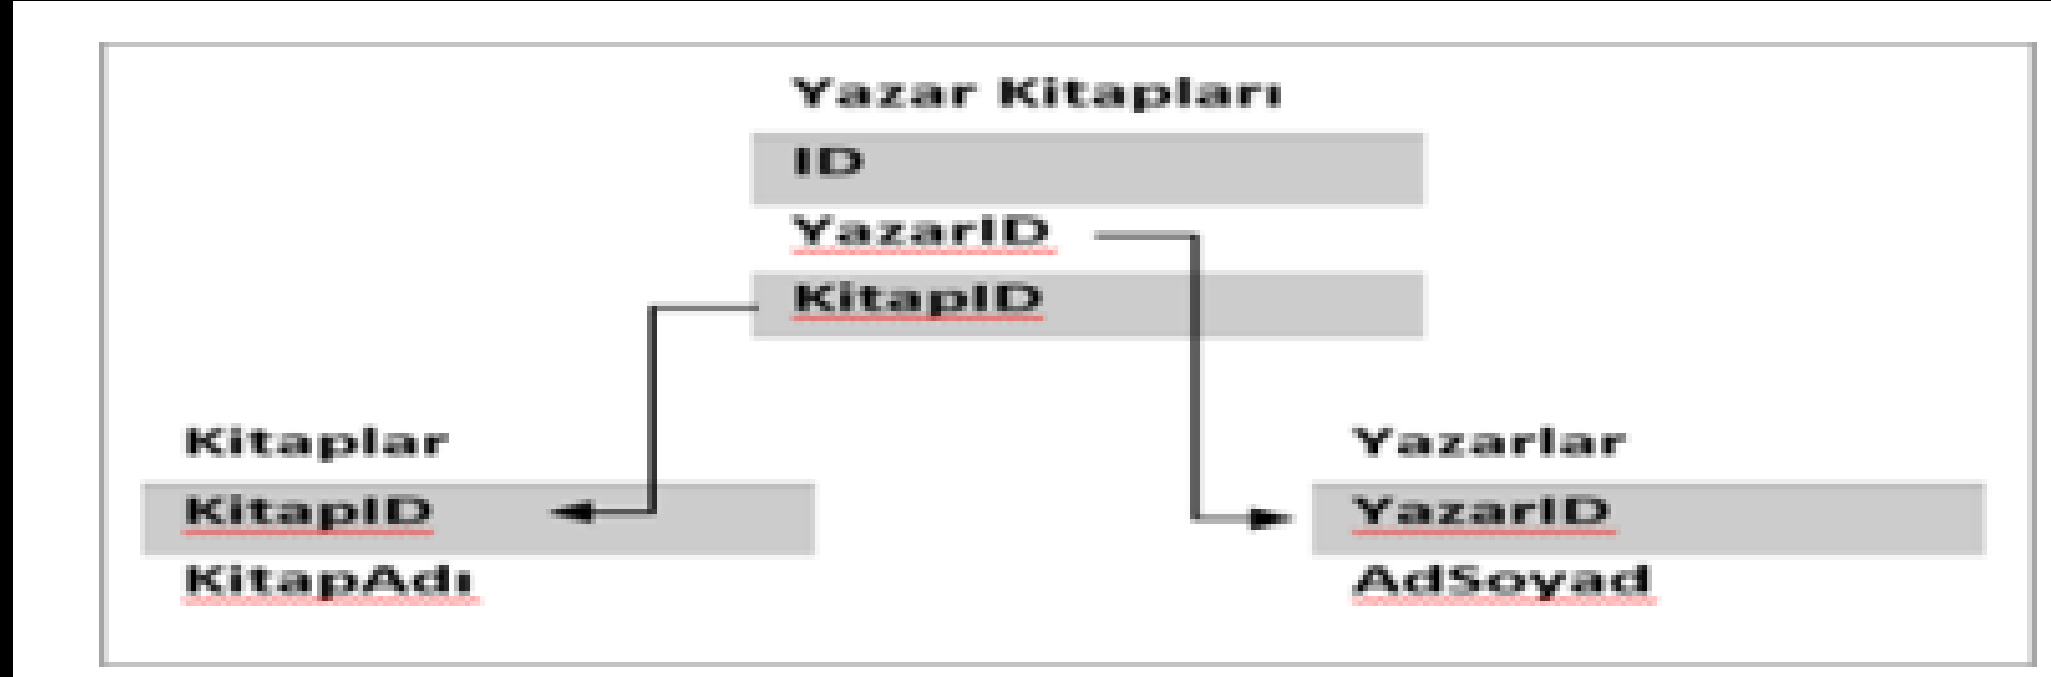 Yazar Kitapları
ID
YazarID
KitapID
Kitaplar
KitapID
KitapAdı
Yazarlar
YazarID
AdSoyad